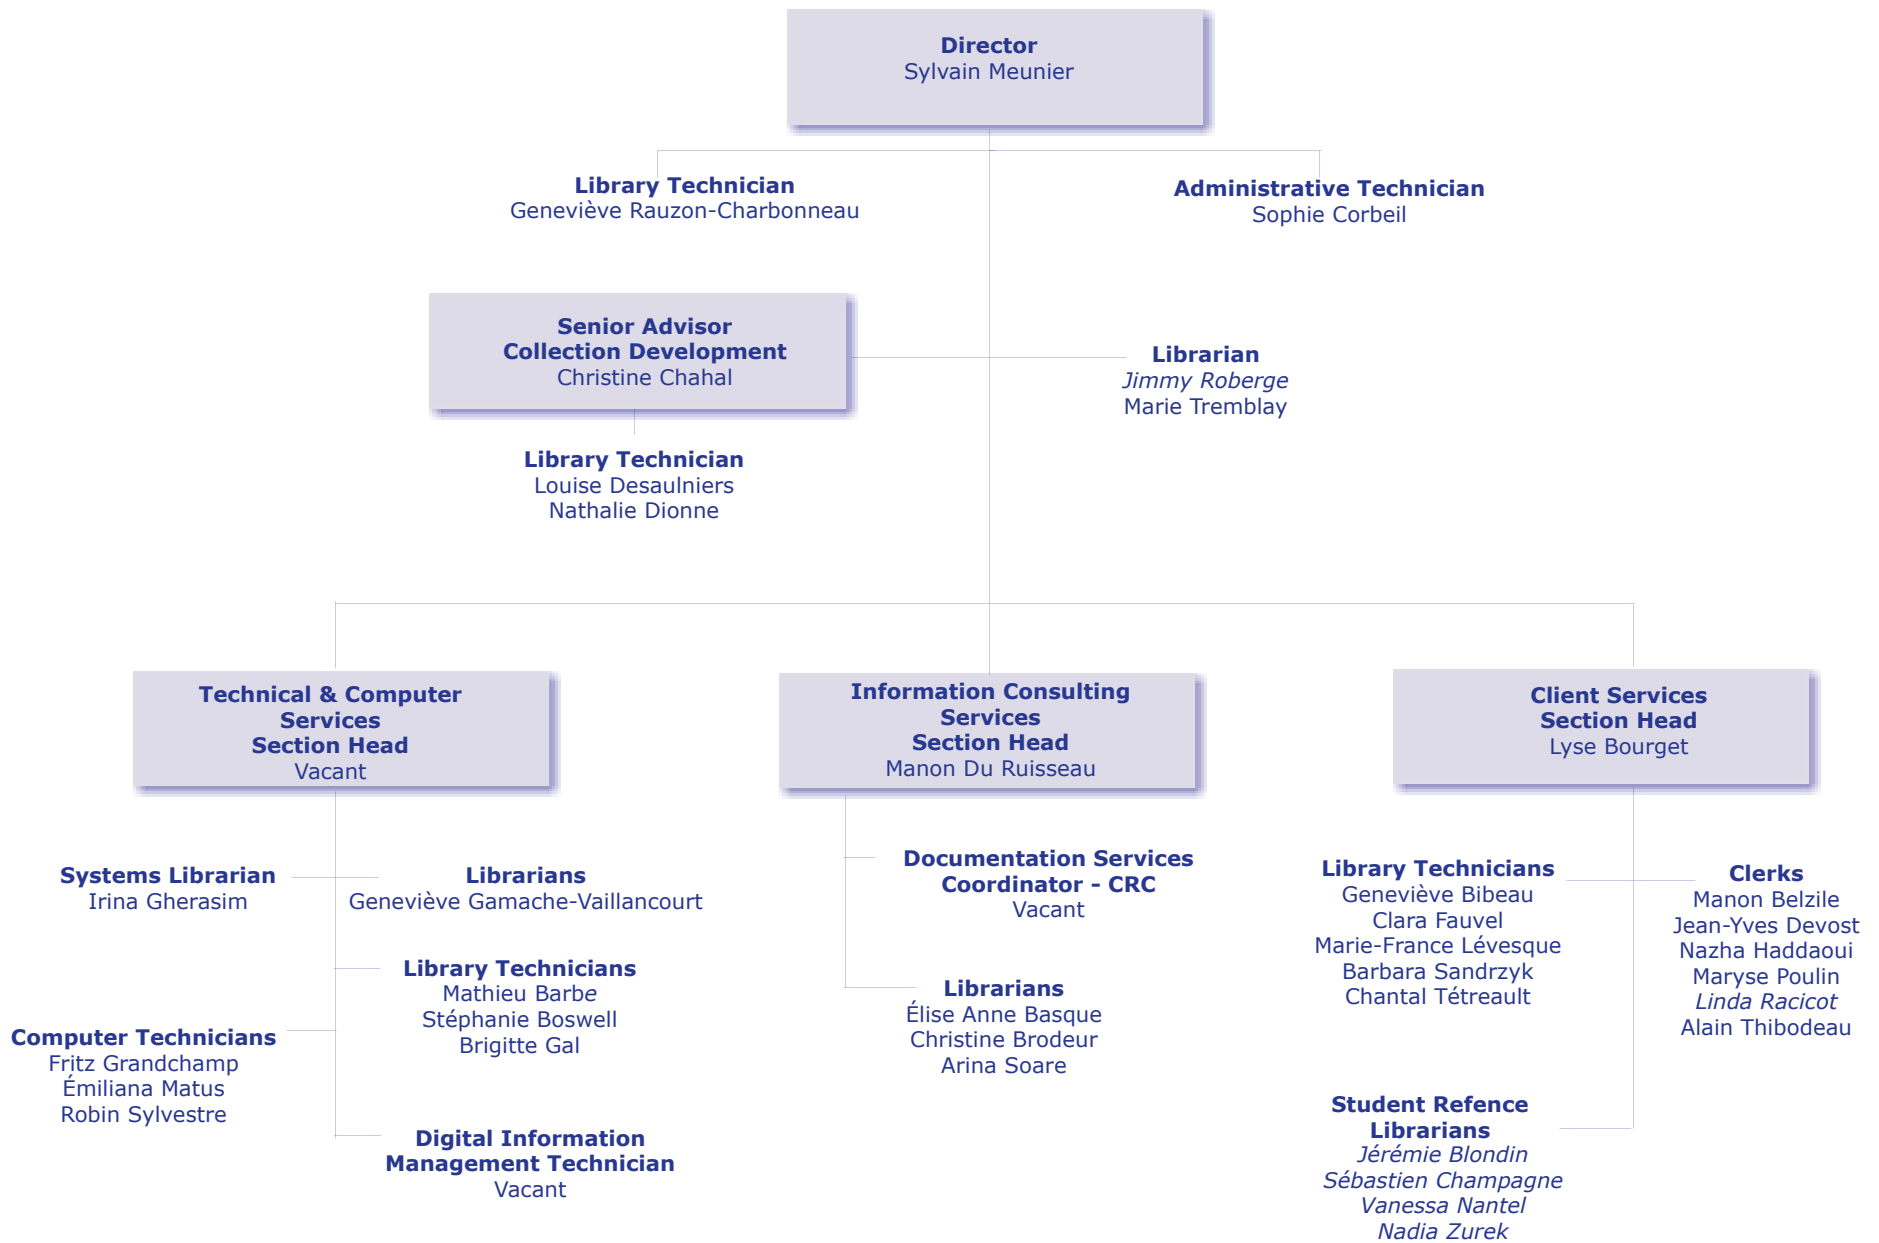 Director
Sylvain Meunier
Library Technician
Geneviève Rauzon-Charbonneau
Administrative Technician
Sophie Corbeil
Senior Advisor
Collection Development
Christine Chahal
Librarian
Jimmy Roberge
Marie Tremblay
Library Technician
Louise Desaulniers
Nathalie Dionne
Technical & Computer
Services
Section Head
Vacant
Information Consulting
Services
Section Head
Manon Du Ruisseau
Client Services
Section Head
Lyse Bourget
Systems Librarian
Irina Gherasim
Librarians
Geneviève Gamache-Vaillancourt
Library Technicians
Mathieu Barbe
Stéphanie Boswell
Brigitte Gal
Computer Technicians
Fritz Grandchamp
Émiliana Matus
Robin Sylvestre
Digital Information
Management Technician
Vacant
Documentation Services
Coordinator - CRC
Vacant
Librarians
Élise Anne Basque
Christine Brodeur
Arina Soare
Library Technicians
Geneviève Bibeau
Clara Fauvel
Marie-France Lévesque
Barbara Sandrzyk
Chantal Tétreault
Clerks
Manon Belzile
Jean-Yves Devost
Nazha Haddaoui
Maryse Poulin
Linda Racicot
Alain Thibodeau
Student Refence
Librarians
Jérémie Blondin
Sébastien Champagne
Vanessa Nantel
Nadia Zurek